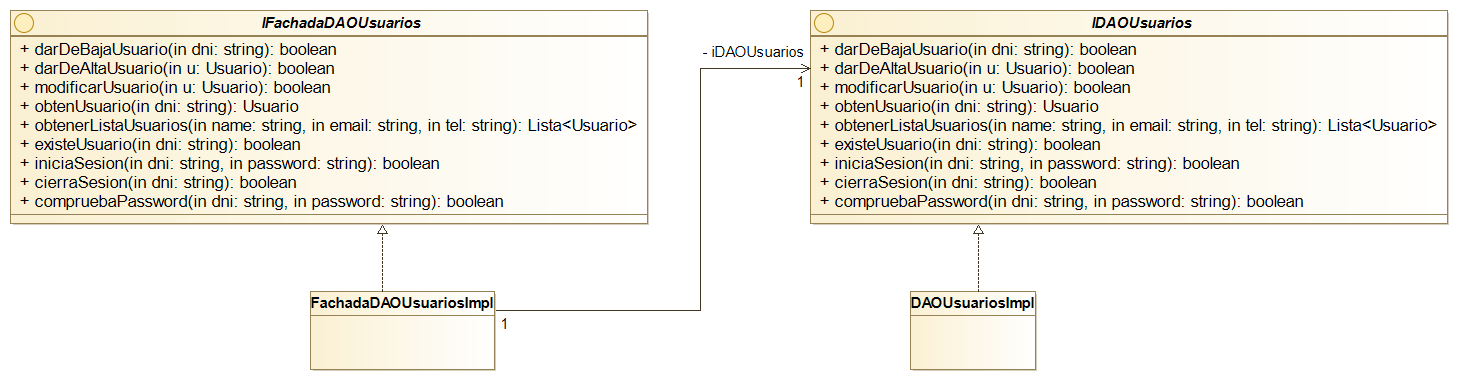 IFachadaDAOUsuarios
+ darDeBajaUsuario(in dni: string): boolean
+ darDeAltaUsuario(in u: Usuario): boolean
+ modificarUsuario(in u: Usuario): boolean
+ obtenUsuario(in dni: string): Usuario
+ obtenerListaUsuarios(in name: string, in email: string, in tel: string): Lista<Usuario>
+ existeUsuario(in dni: string): boolean
+ iniciaSesion(in dni: string, in password: string): boolean
+ cierraSesion(in dni: string): boolean
+ compruebaPassword(in dni: string, in password: string): boolean
- iDAOUsuarios
1
IDAOUsuarios
+ darDeBajaUsuario(in dni: string): boolean
+ darDeAltaUsuario(in u: Usuario): boolean
+ modificarUsuario(in u: Usuario): boolean
+ obtenUsuario(in dni: string): Usuario
+ obtenerListaUsuarios(in name: string, in email: string, in tel: string): Lista<Usuario>
+ existeUsuario(in dni: string): boolean
+ iniciaSesion(in dni: string, in password: string): boolean
+ cierraSesion(in dni: string): boolean
+ compruebaPassword(in dni: string, in password: string): boolean
FachadaDAOUsuariosImpl
1
DAOUsuariosImpl